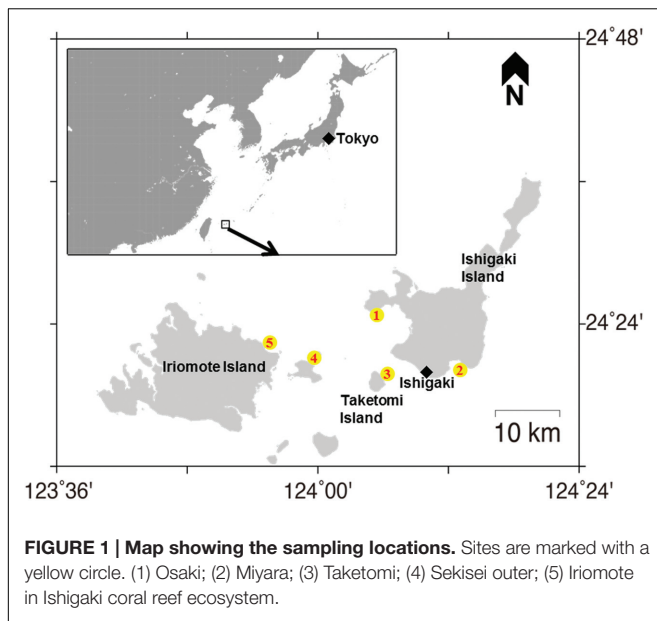 24°48'
N
Tokyo
Ishigaki
Island
1
24°24'
5
4
Iriomote Island
3
Ishigaki
2
Taketomi
Island
10 km
123°36'
124°00'
124°24'
FIGURE 1 | Map showing the sampling locations. Sites are marked with a
yellow circle. (1) Osaki; (2) Miyara; (3) Taketomi; (4) Sekisei outer; (5) Iriomote
in Ishigaki coral reef ecosystem.